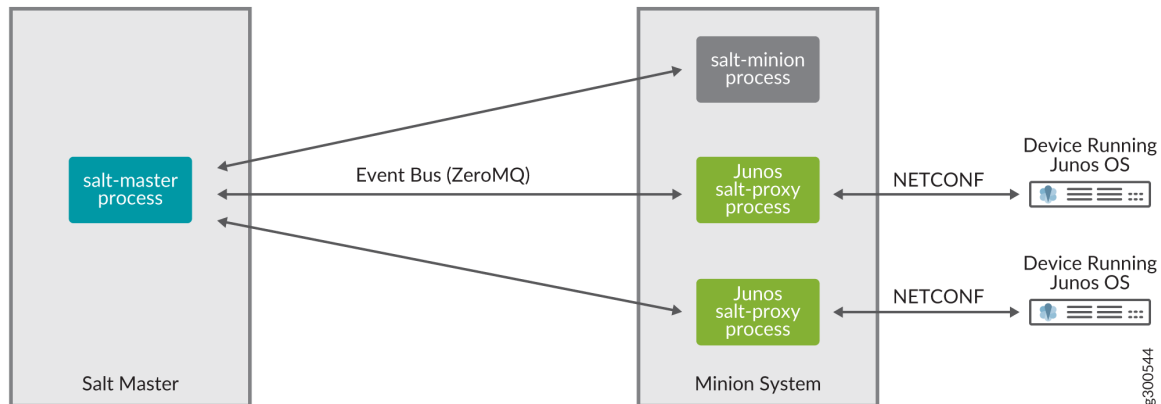 salt-minion
process
salt-master
process
Event Bus (ZeroMQ)
Junos
salt-proxy
process
NETCONF
Device Running
Junos OS
Junos
salt-proxy
process
NETCONF
Device Running
Junos OS
Salt Master
Minion System
g300544